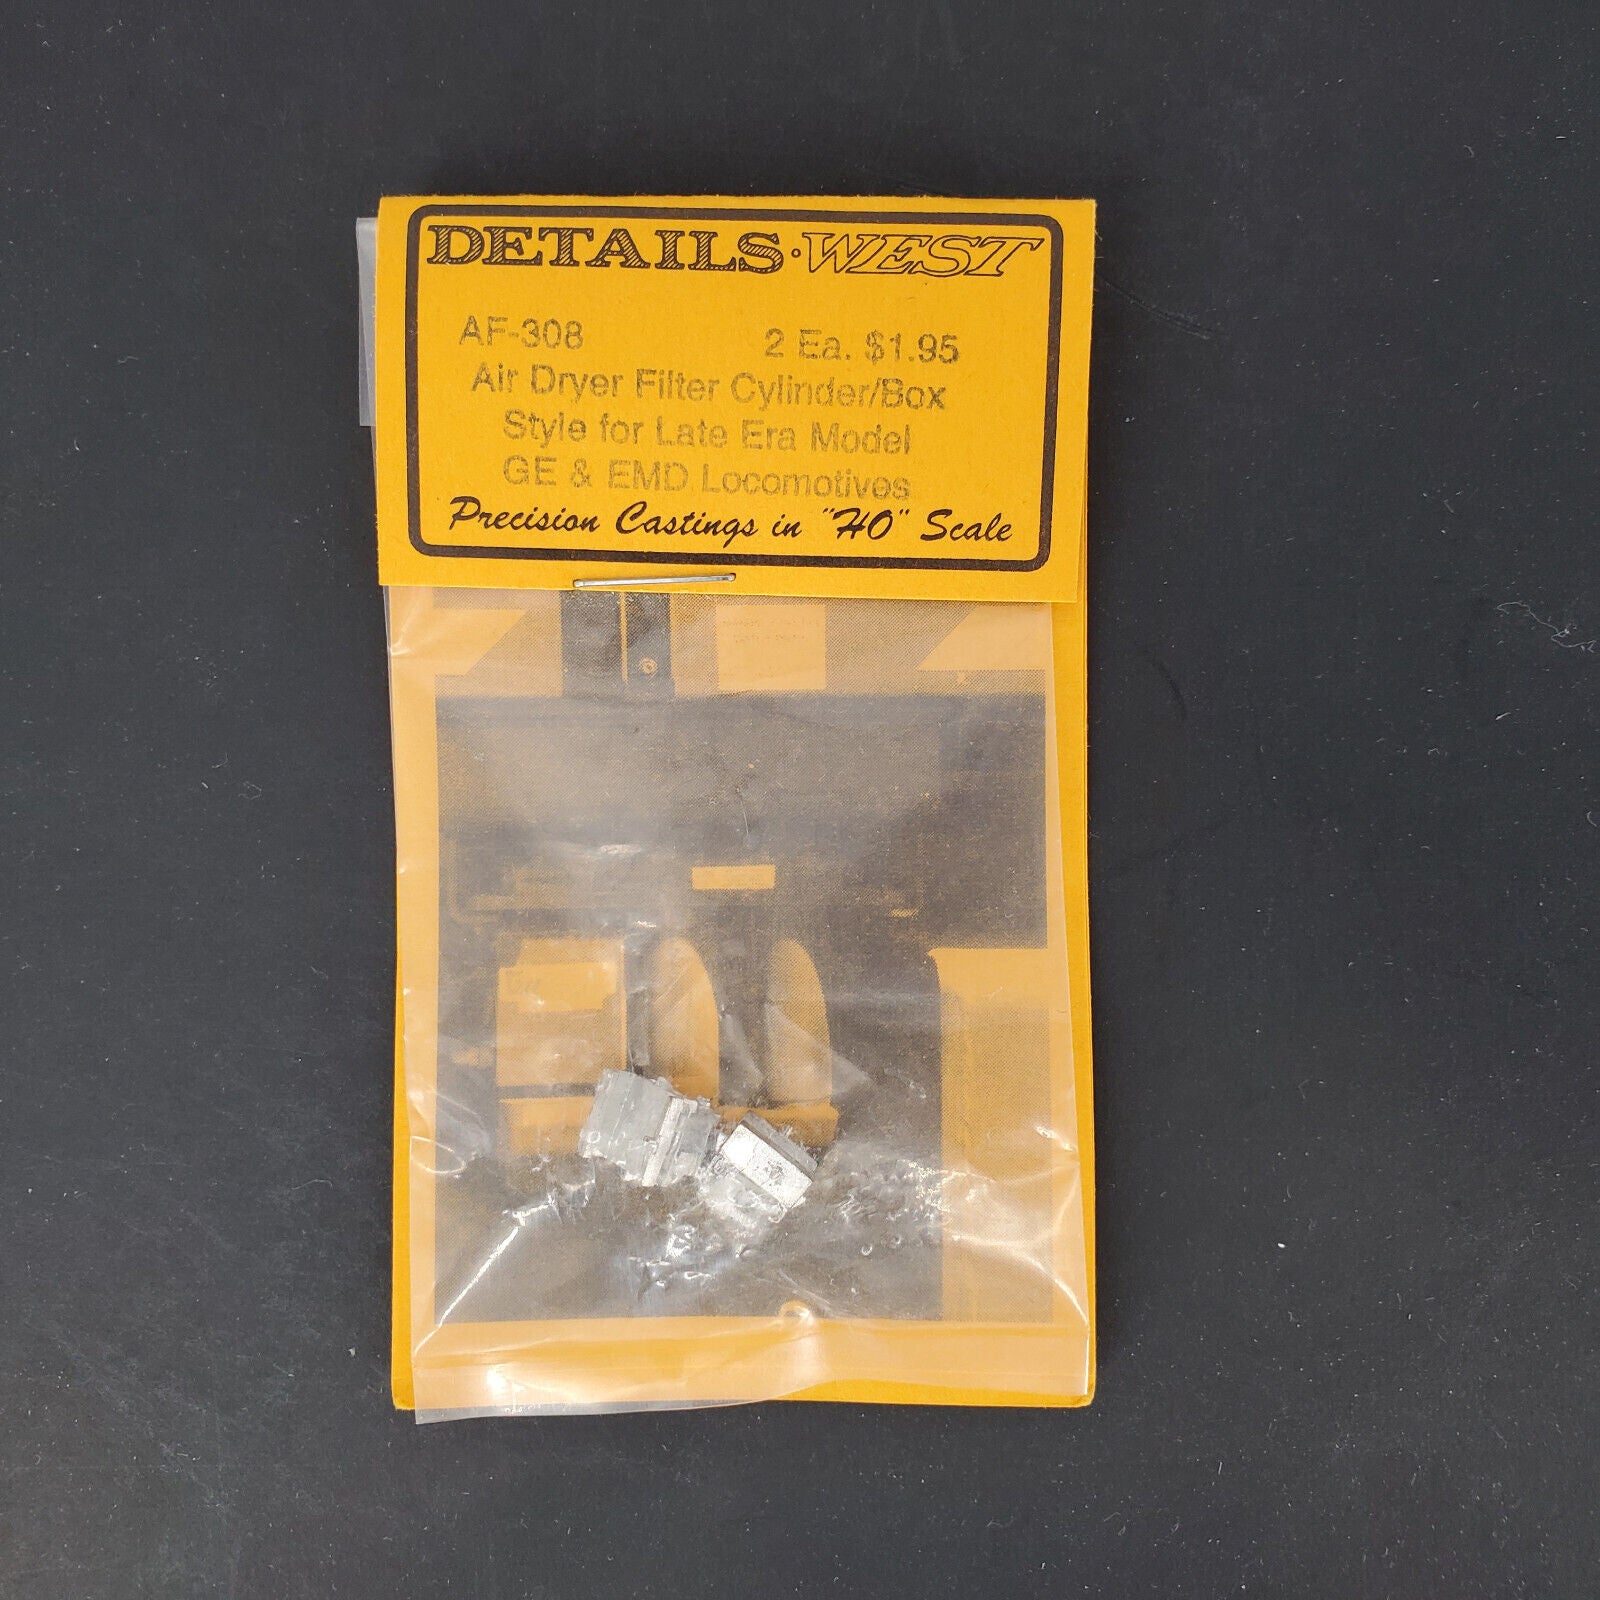 DETAILS·WEST
AF-308 2 Ea. $1.95
Air Dryer Filter Cylinder/Box
Style for Late Era Model
GE & EMD Locomotives
Precision Castings in "HO" Scale